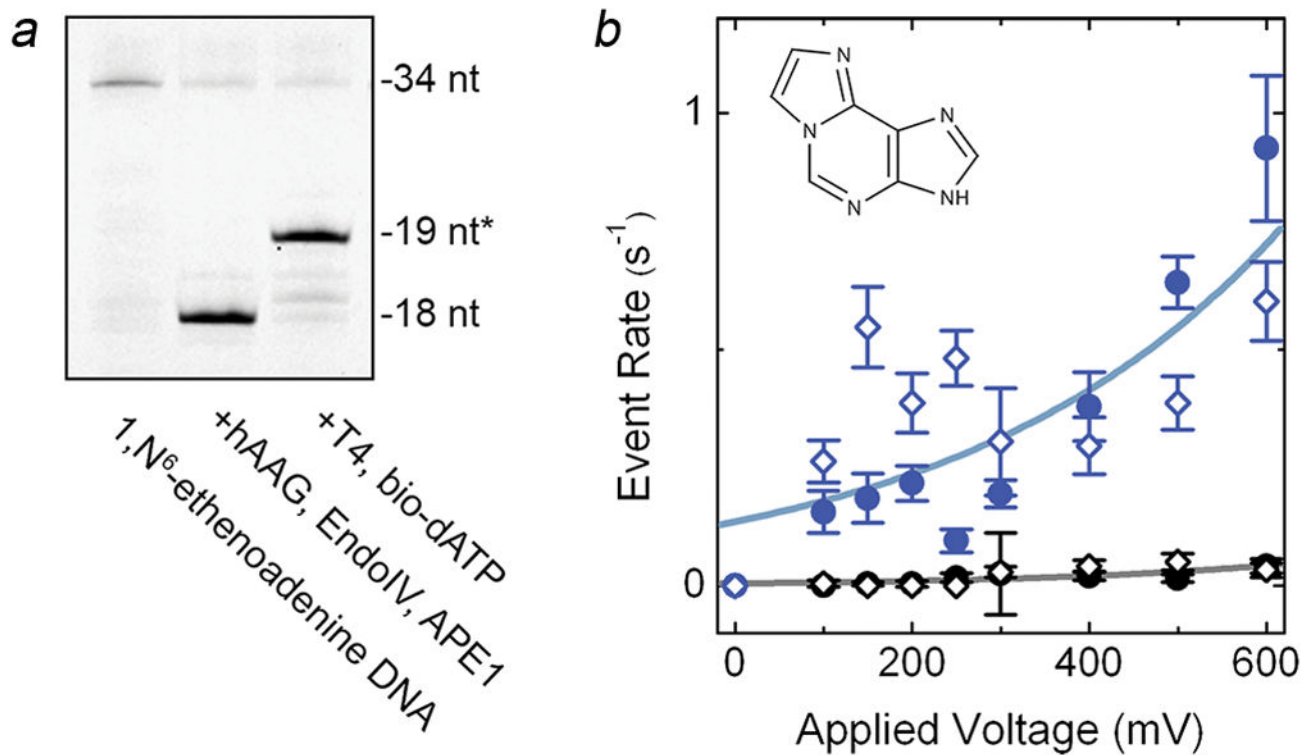 a
-34 nt
-19 nt*
-18 nt
1,N⁶-ethenoadenine DNA
+hAAG, EndoIV, APE1
+T4, bio-dATP
b
N
N
N
N
NH
Event Rate (s⁻¹)
1
0
0
200
400
600
Applied Voltage (mV)